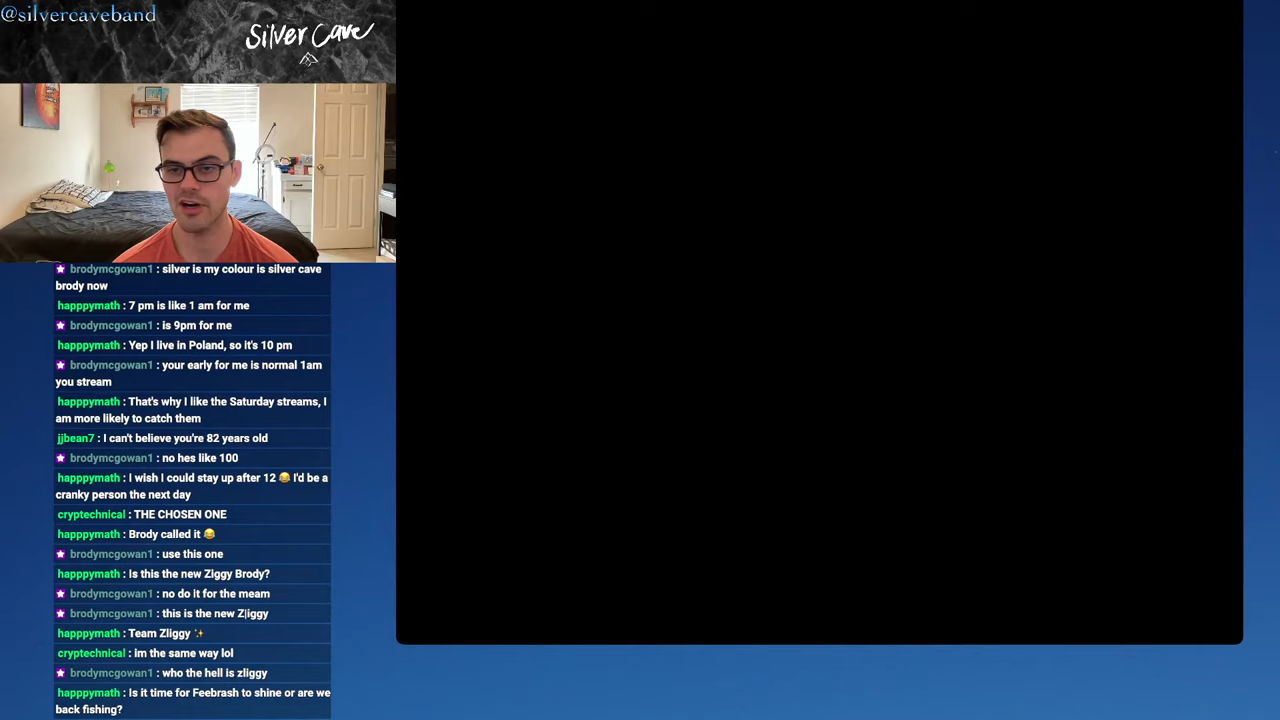 @silvercaveband
Silver Cave
brodymcgowan1 : silver is my colour is silver cave
brody now
happpymath : 7 pm is like 1 am for me
brodymcgowan1 : is 9pm for me
happpymath : Yep I live in Poland, so it's 10 pm
brodymcgowan1 : your early for me is normal 1am
you stream
happpymath : That's why I like the Saturday streams, I
am more likely to catch them
jjbean7 : I can't believe you're 82 years old
brodymcgowan1 : no hes like 100
happpymath : I wish I could stay up after 12 😂 I'd be a
cranky person the next day
cryptechnical : THE CHOSEN ONE
happpymath : Brody called it 😂
brodymcgowan1 : use this one
happpymath : Is this the new Ziggy Brody?
brodymcgowan1 : no do it for the meam
brodymcgowan1 : this is the new Z|iggy
happpymath : Team Zliggy ✨
cryptechnical : im the same way lol
brodymcgowan1 : who the hell is zliggy
happpymath : Is it time for Feebrash to shine or are we
back fishing?